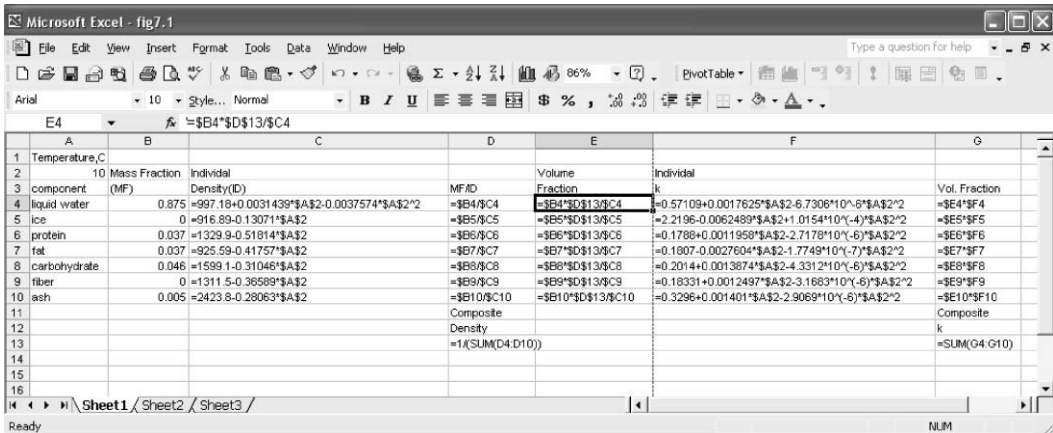 Microsoft Excel - fig7.1
File Edit View Insert Format Tools Data Window Help Type a question for help
86% PivotTable
Arial 10 Style... Normal B I U $ % ,
E4 fx '=$B4*$D$13/$C4
A B C D E F G
1 Temperature,C
2 10 Mass Fraction Individal Volume Individal
3 component (MF) Density(ID) MF/ID Fraction k Vol. Fraction
4 liquid water 0.875 =997.18+0.0031439*$A$2-0.0037574*$A$2^2 =$B4/$C4 =$B4*$D$13/$C4 =0.57109+0.0017625*$A$2-6.7306*10^-6*$A$2^2 =$E4*$F4
5 ice 0 =916.89-0.13071*$A$2 =$B5/$C5 =$B5*$D$13/$C5 =2.2196-0.0062489*$A$2+1.0154*10^(-4)*$A$2^2 =$E5*$F5
6 protein 0.037 =1329.9-0.51814*$A$2 =$B6/$C6 =$B6*$D$13/$C6 =0.1788+0.0011958*$A$2-2.7178*10^(-6)*$A$2^2 =$E6*$F6
7 fat 0.037 =925.59-0.41757*$A$2 =$B7/$C7 =$B7*$D$13/$C7 =0.1807-0.0027604*$A$2-1.7749*10^(-7)*$A$2^2 =$E7*$F7
8 carbohydrate 0.046 =1599.1-0.31046*$A$2 =$B8/$C8 =$B8*$D$13/$C8 =0.2014+0.0013874*$A$2-4.3312*10^(-6)*$A$2^2 =$E8*$F8
9 fiber 0 =1311.5-0.36589*$A$2 =$B9/$C9 =$B9*$D$13/$C9 =0.18331+0.0012497*$A$2-3.1683*10^(-6)*$A$2^2 =$E9*$F9
10 ash 0.005 =2423.8-0.28063*$A$2 =$B10/$C10 =$B10*$D$13/$C10 =0.3296+0.001401*$A$2-2.9069*10^(-6)*$A$2^2 =$E10*$F10
11 Composite Composite
12 Density k
13 =1/(SUM(D4:D10)) =SUM(G4:G10)
14
15
16
Sheet1 / Sheet2 / Sheet3 /
Ready NUM